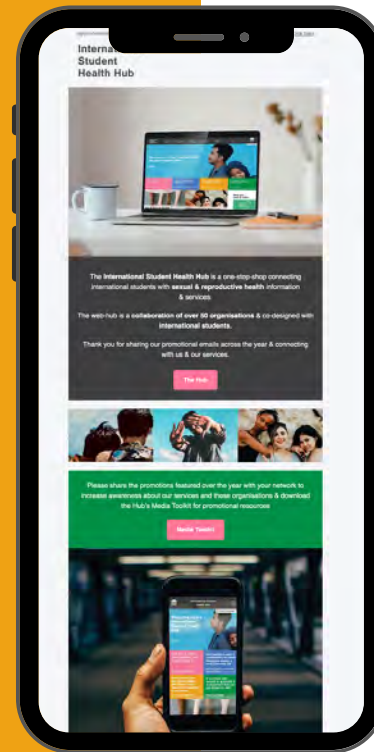 Internat
Student
Health Hub
The International Student Health Hub is a one-stop-shop connecting
international students with sexual & reproductive health information
& services.
The web-hub is a collaboration of over 50 organisations & co-designed with
international students.
Thank you for sharing our promotional emails across the year & connecting
with us & our services.
The Hub
Please share the promotions featured over the year with your network to
increase awareness about our services and these organisations & download
the Hub's Media Toolkit for promotional resources
Media Toolkit